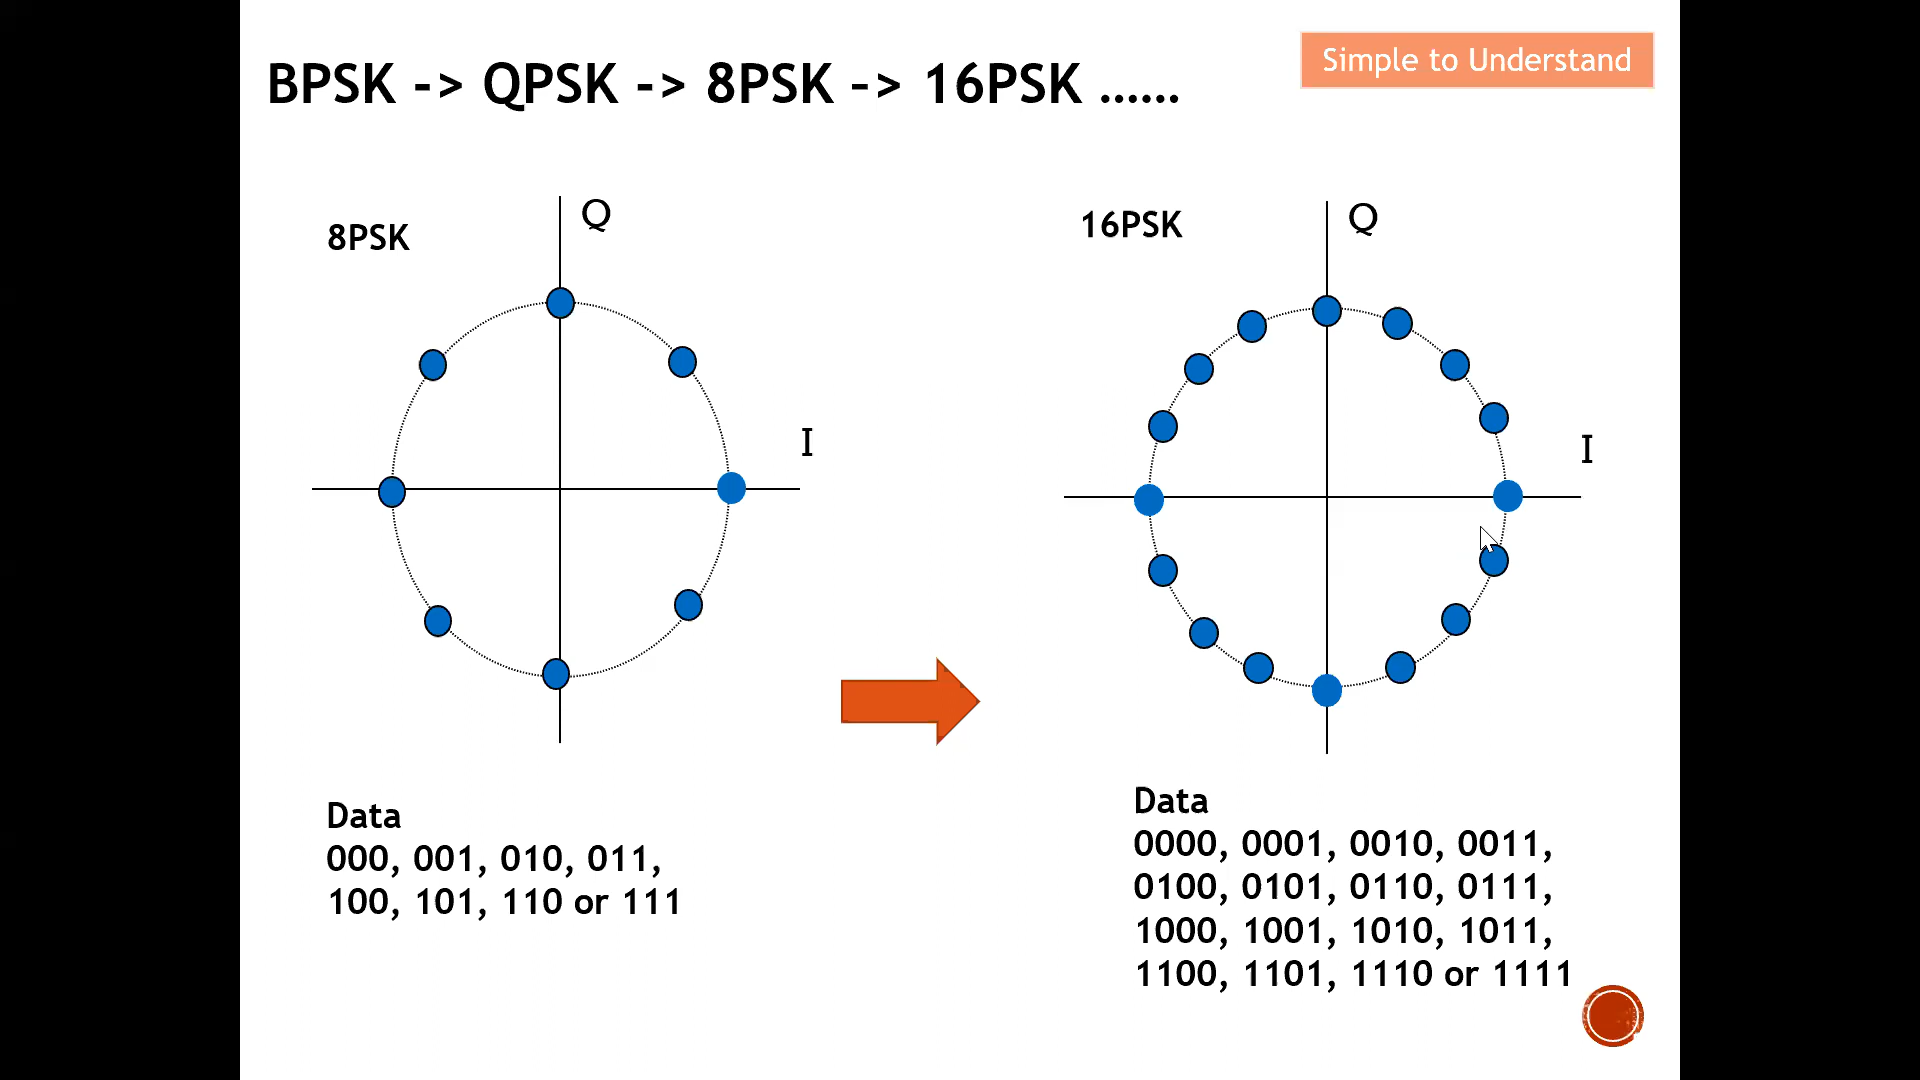 BPSK -> QPSK -> 8PSK -> 16PSK ......
Simple to Understand
8PSK
Q
I
Data
000, 001, 010, 011,
100, 101, 110 or 111
16PSK
Q
I
Data
0000, 0001, 0010, 0011,
0100, 0101, 0110, 0111,
1000, 1001, 1010, 1011,
1100, 1101, 1110 or 1111